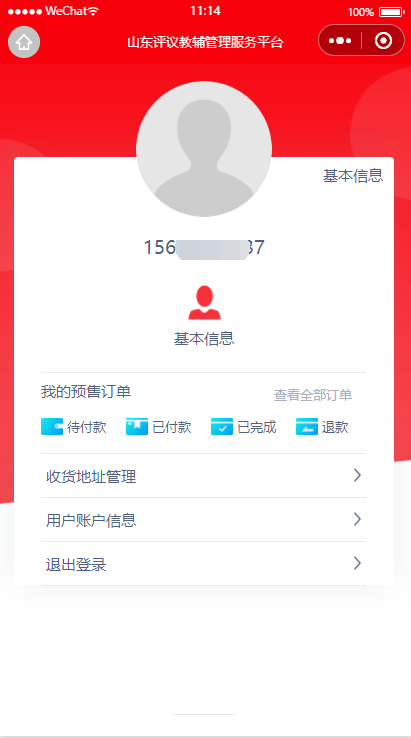 WeChat 11:14 100%
山东评议教辅管理服务平台
基本信息
156 37
基本信息
我的预售订单 查看全部订单
待付款 已付款 已完成 退款
收货地址管理
用户账户信息
退出登录